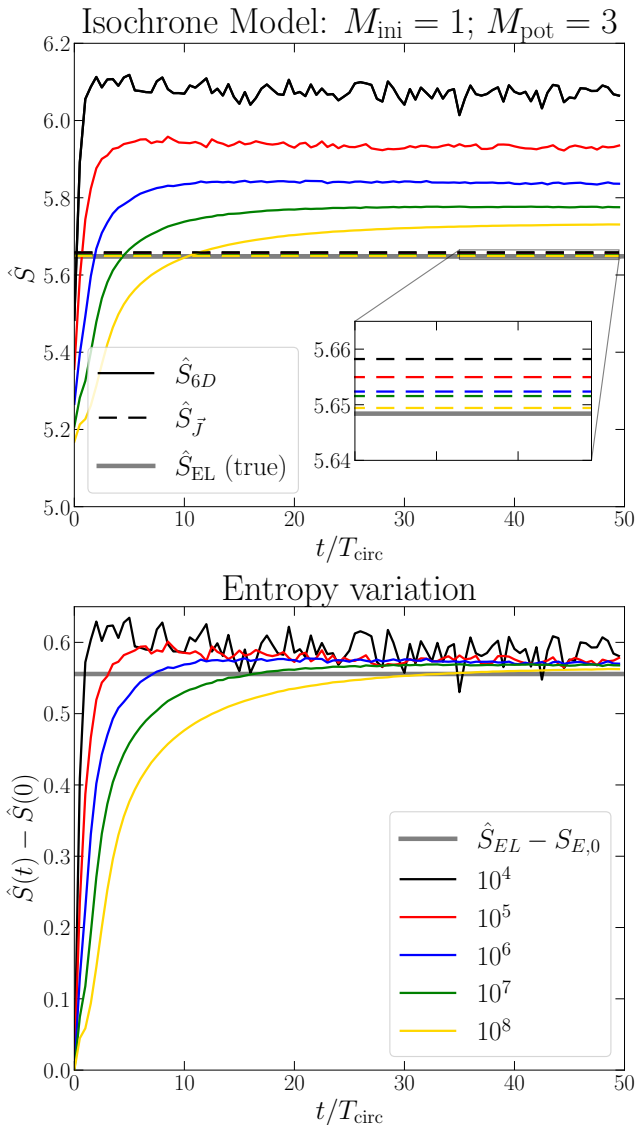 Isochrone Model: $M_{\rm ini} = 1$; $M_{\rm pot} = 3$
6.2
6.0
5.8
5.6
5.4
5.2
5.0
$\hat{S}$
$\hat{S}_{6D}$
$\hat{S}_{\vec{J}}$
$\hat{S}_{\rm EL}$ (true)
5.66
5.65
5.64
0 10 20 30 40 50
$t/T_{\rm circ}$
Entropy variation
0.6
0.5
0.4
0.3
0.2
0.1
0.0
$\hat{S}(t) - \hat{S}(0)$
$\hat{S}_{EL} - S_{E,0}$
$10^4$
$10^5$
$10^6$
$10^7$
$10^8$
0 10 20 30 40 50
$t/T_{\rm circ}$